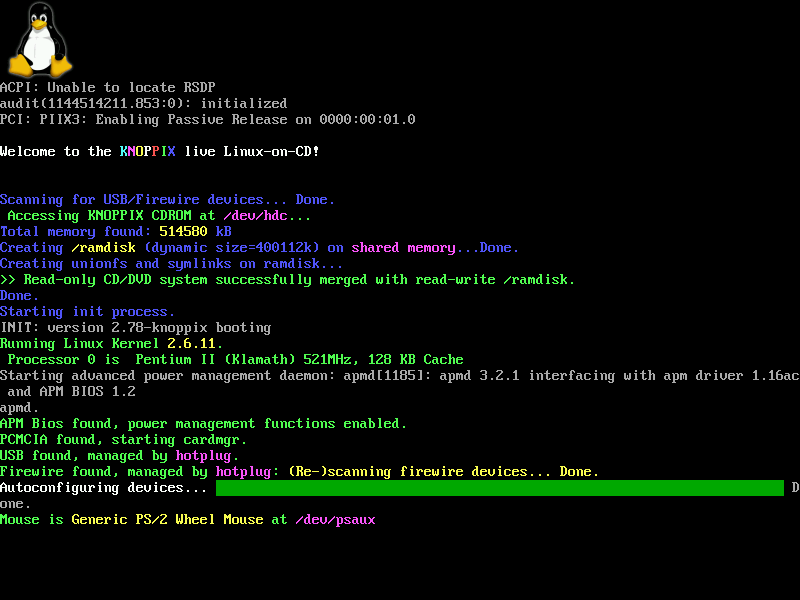 ACPI: Unable to locate RSDP
audit(1144514211.853:0): initialized
PCI: PIIX3: Enabling Passive Release on 0000:00:01.0
Welcome to the KNOPPIX live Linux-on-CD!
Scanning for USB/Firewire devices... Done.
Accessing KNOPPIX CDROM at /dev/hdc...
Total memory found: 514580 kB
Creating /ramdisk (dynamic size=400112k) on shared memory...Done.
Creating unionfs and symlinks on ramdisk...
>> Read-only CD/DVD system successfully merged with read-write /ramdisk.
Done.
Starting init process.
INIT: version 2.78-knoppix booting
Running Linux Kernel 2.6.11.
Processor 0 is  Pentium II (Klamath) 521MHz, 128 KB Cache
Starting advanced power management daemon: apmd[1185]: apmd 3.2.1 interfacing with apm driver 1.16ac
and APM BIOS 1.2
apmd.
APM Bios found, power management functions enabled.
PCMCIA found, starting cardmgr.
USB found, managed by hotplug.
Firewire found, managed by hotplug: (Re-)scanning firewire devices... Done.
Autoconfiguring devices... D
one.
Mouse is Generic PS/2 Wheel Mouse at /dev/psaux